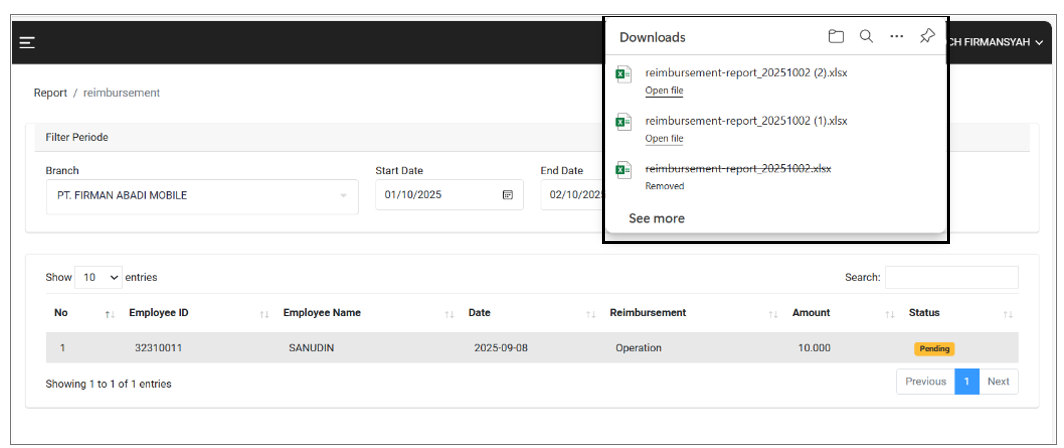 Downloads
CH FIRMANSYAH
reimbursement-report_20251002 (2).xlsx
Open file
reimbursement-report_20251002 (1).xlsx
Open file
reimbursement-report_20251002.xlsx
Removed
See more
Report / reimbursement
Filter Periode
Branch Start Date End Date
PT. FIRMAN ABADI MOBILE 01/10/2025 02/10/202
Show 10 entries Search:
No Employee ID Employee Name Date Reimbursement Amount Status
1 32310011 SANUDIN 2025-09-08 Operation 10.000 Pending
Showing 1 to 1 of 1 entries Previous 1 Next